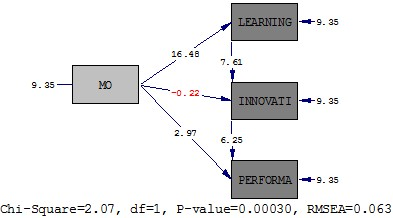 LEARNING
9.35
16.48
7.61
9.35
MO
-0.22
INNOVATI
9.35
2.97
6.25
PERFORMA
9.35
Chi-Square=2.07, df=1, P-value=0.00030, RMSEA=0.063